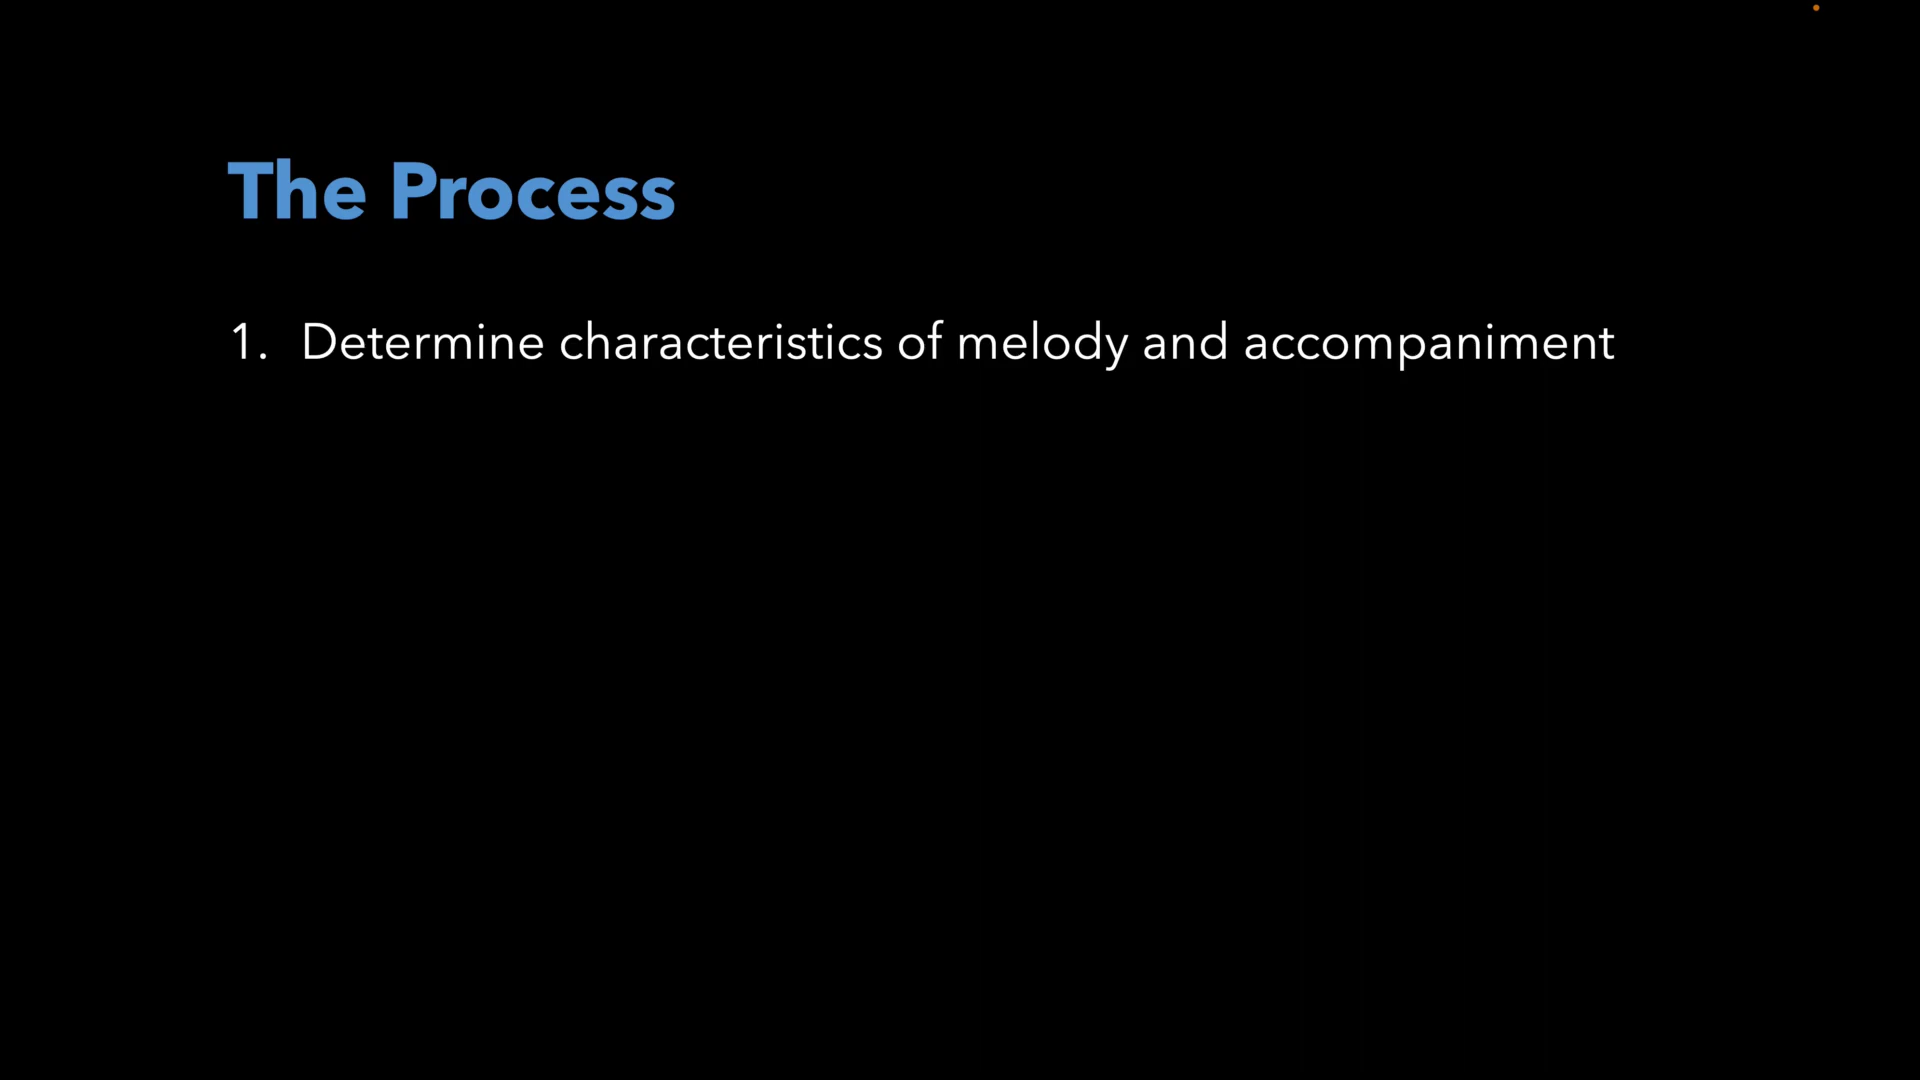 The Process
1. Determine characteristics of melody and accompaniment